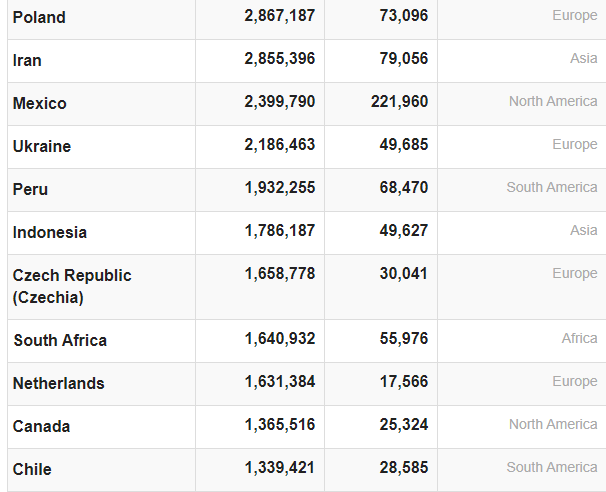 Poland 2,867,187 73,096 Europe
Iran 2,855,396 79,056 Asia
Mexico 2,399,790 221,960 North America
Ukraine 2,186,463 49,685 Europe
Peru 1,932,255 68,470 South America
Indonesia 1,786,187 49,627 Asia
Czech Republic 1,658,778 30,041 Europe
(Czechia)
South Africa 1,640,932 55,976 Africa
Netherlands 1,631,384 17,566 Europe
Canada 1,365,516 25,324 North America
Chile 1,339,421 28,585 South America